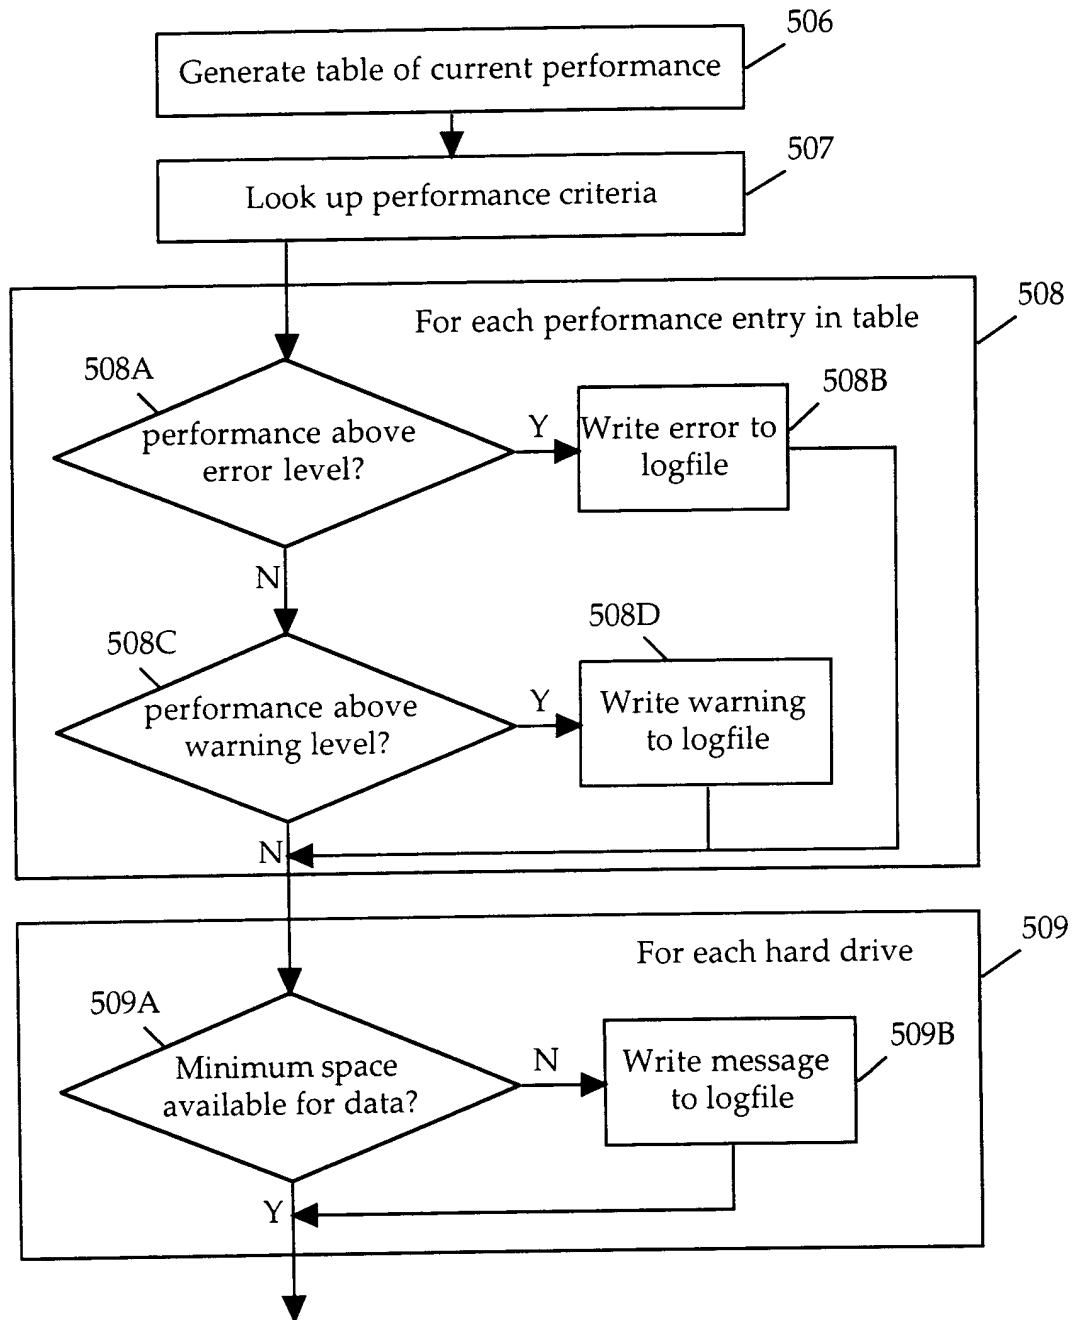 506
Generate table of current performance
507
Look up performance criteria
508
For each performance entry in table
508A
508B
performance above
error level?
Y
Write error to
logfile
N
508D
508C
performance above
warning level?
Y
Write warning
to logfile
N
509
For each hard drive
509A
509B
Minimum space
available for data?
N
Write message
to logfile
Y